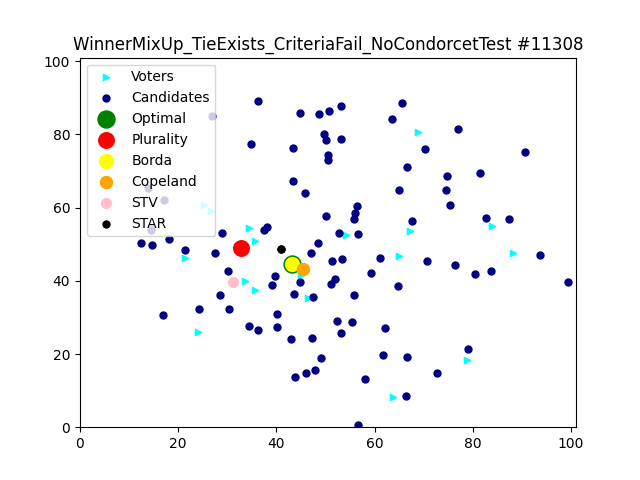 WinnerMixUp_TieExists_CriteriaFail_NoCondorcetTest #11308
100
80
60
40
20
0
Voters
Candidates
Optimal
Plurality
Borda
Copeland
STV
STAR
0 20 40 60 80 100